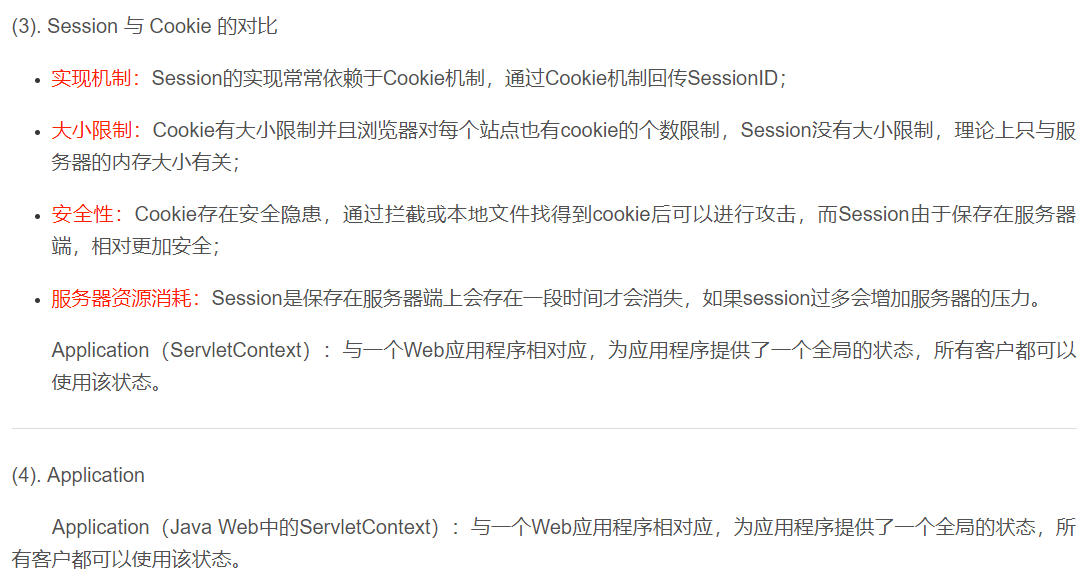 (3). Session 与 Cookie 的对比
• 实现机制：Session的实现常常依赖于Cookie机制，通过Cookie机制回传SessionID；
• 大小限制：Cookie有大小限制并且浏览器对每个站点也有cookie的个数限制，Session没有大小限制，理论上只与服
务器的内存大小有关；
• 安全性：Cookie存在安全隐患，通过拦截或本地文件找得到cookie后可以进行攻击，而Session由于保存在服务器
端，相对更加安全；
• 服务器资源消耗：Session是保存在服务器端上会存在一段时间才会消失，如果session过多会增加服务器的压力。
Application（ServletContext）：与一个Web应用程序相对应，为应用程序提供了一个全局的状态，所有客户都可以
使用该状态。
(4). Application
Application（Java Web中的ServletContext）：与一个Web应用程序相对应，为应用程序提供了一个全局的状态，所
有客户都可以使用该状态。